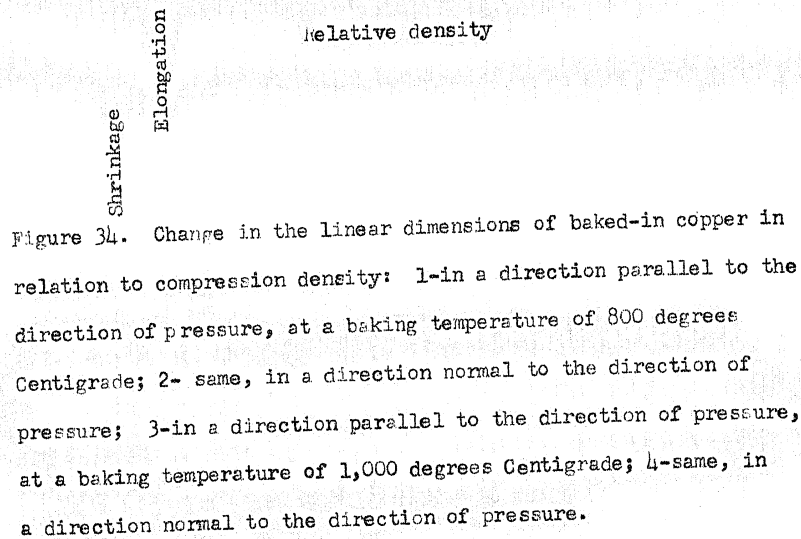 Relative density
Elongation
Shrinkage
Figure 34. Change in the linear dimensions of baked-in copper in
relation to compression density: 1-in a direction parallel to the
direction of pressure, at a baking temperature of 800 degrees
Centigrade; 2- same, in a direction normal to the direction of
pressure; 3-in a direction parallel to the direction of pressure,
at a baking temperature of 1,000 degrees Centigrade; 4-same, in
a direction normal to the direction of pressure.